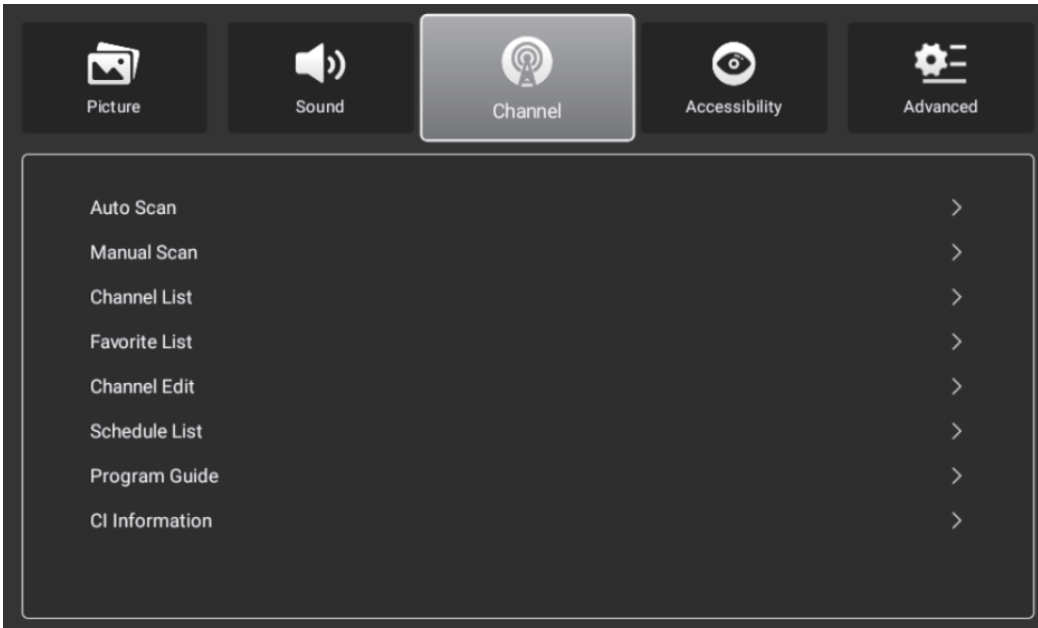 Picture
Sound
Channel
Accessibility
Advanced
Auto Scan
Manual Scan
Channel List
Favorite List
Channel Edit
Schedule List
Program Guide
CI Information